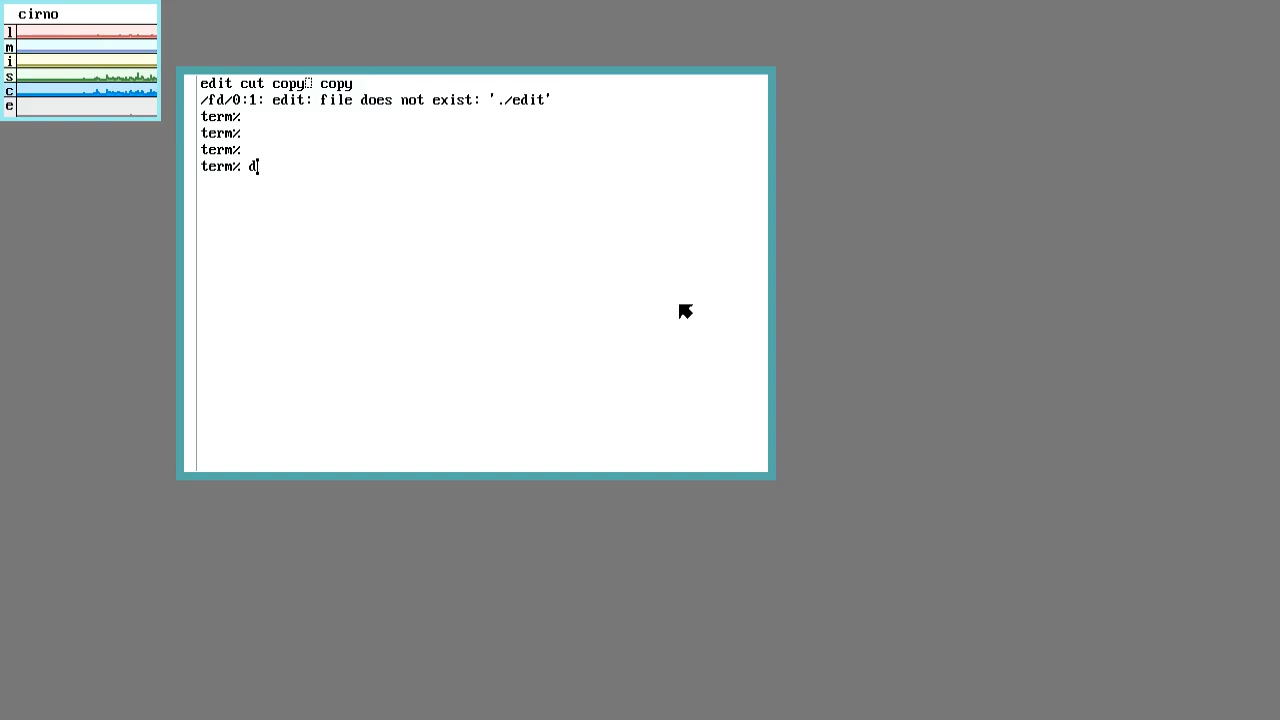 cirno
l
m
i
s
c
e
edit cut copy copy
/fd/0:1: edit: file does not exist: './edit'
term%
term%
term%
term% d